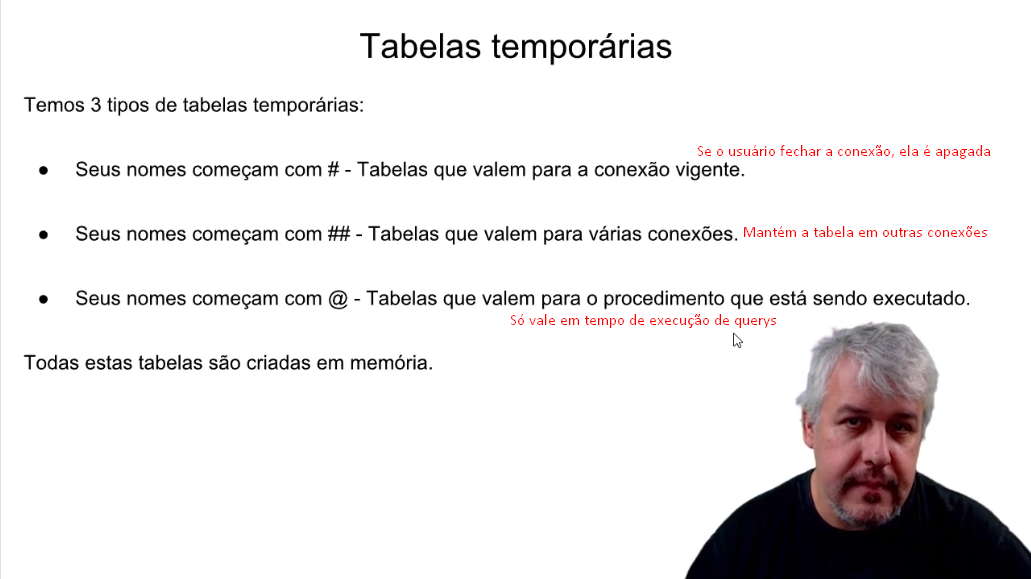 Tabelas temporárias
Temos 3 tipos de tabelas temporárias:
Se o usuário fechar a conexão, ela é apagada
● Seus nomes começam com # - Tabelas que valem para a conexão vigente.
● Seus nomes começam com ## - Tabelas que valem para várias conexões. Mantém a tabela em outras conexões
● Seus nomes começam com @ - Tabelas que valem para o procedimento que está sendo executado.
Só vale em tempo de execução de querys
Todas estas tabelas são criadas em memória.